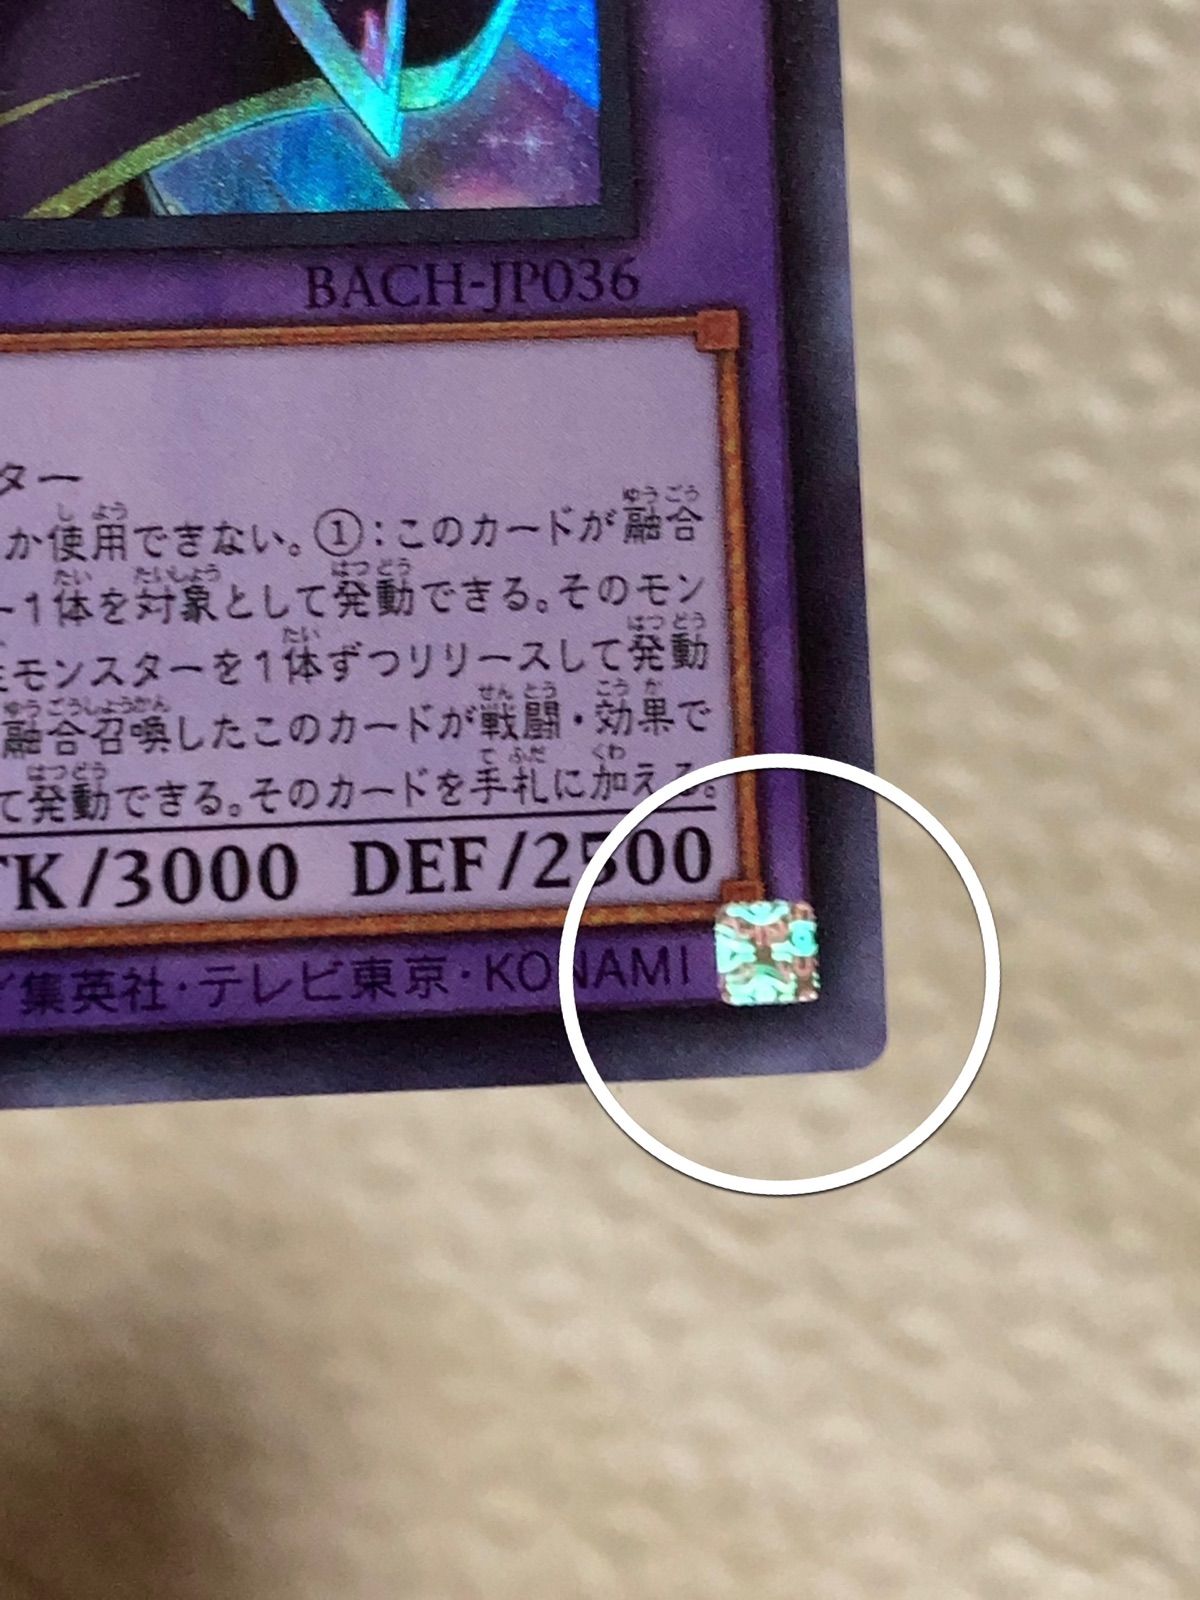 BACH-JP036
ター
か使用できない。①:このカードが融合
ー1体を対象として発動できる。そのモン
モンスターを1体ずつリリースして発動
融合召喚したこのカードが戦闘・効果で
て発動できる。そのカードを手札に加える。
TK/3000 DEF/2500
集英社・テレビ東京・KONAMI